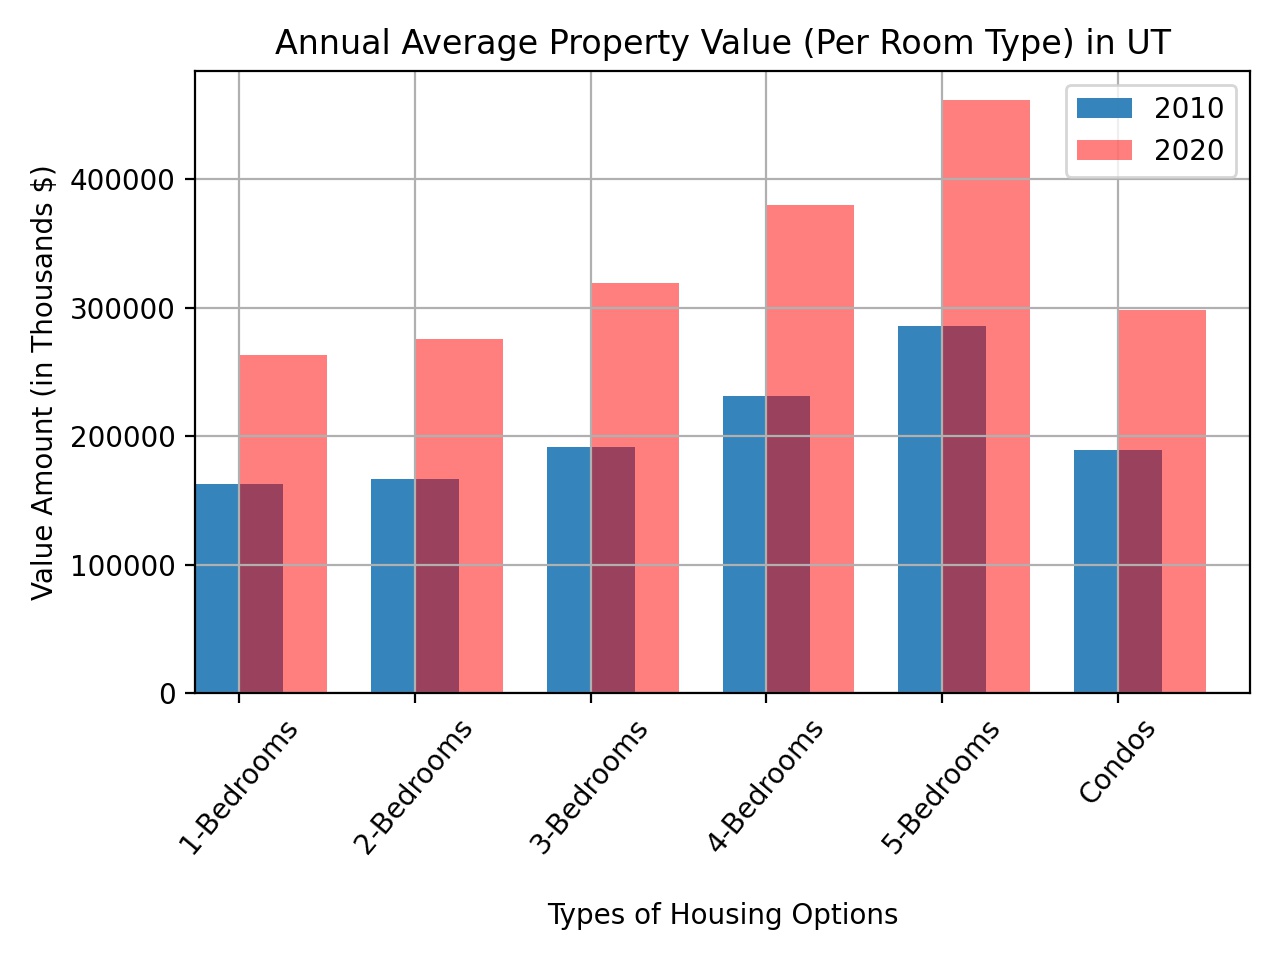 Annual Average Property Value (Per Room Type) in UT
2010
2020
Value Amount (in Thousands $)
400000
300000
200000
100000
0
1-Bedrooms
2-Bedrooms
3-Bedrooms
4-Bedrooms
5-Bedrooms
Condos
Types of Housing Options